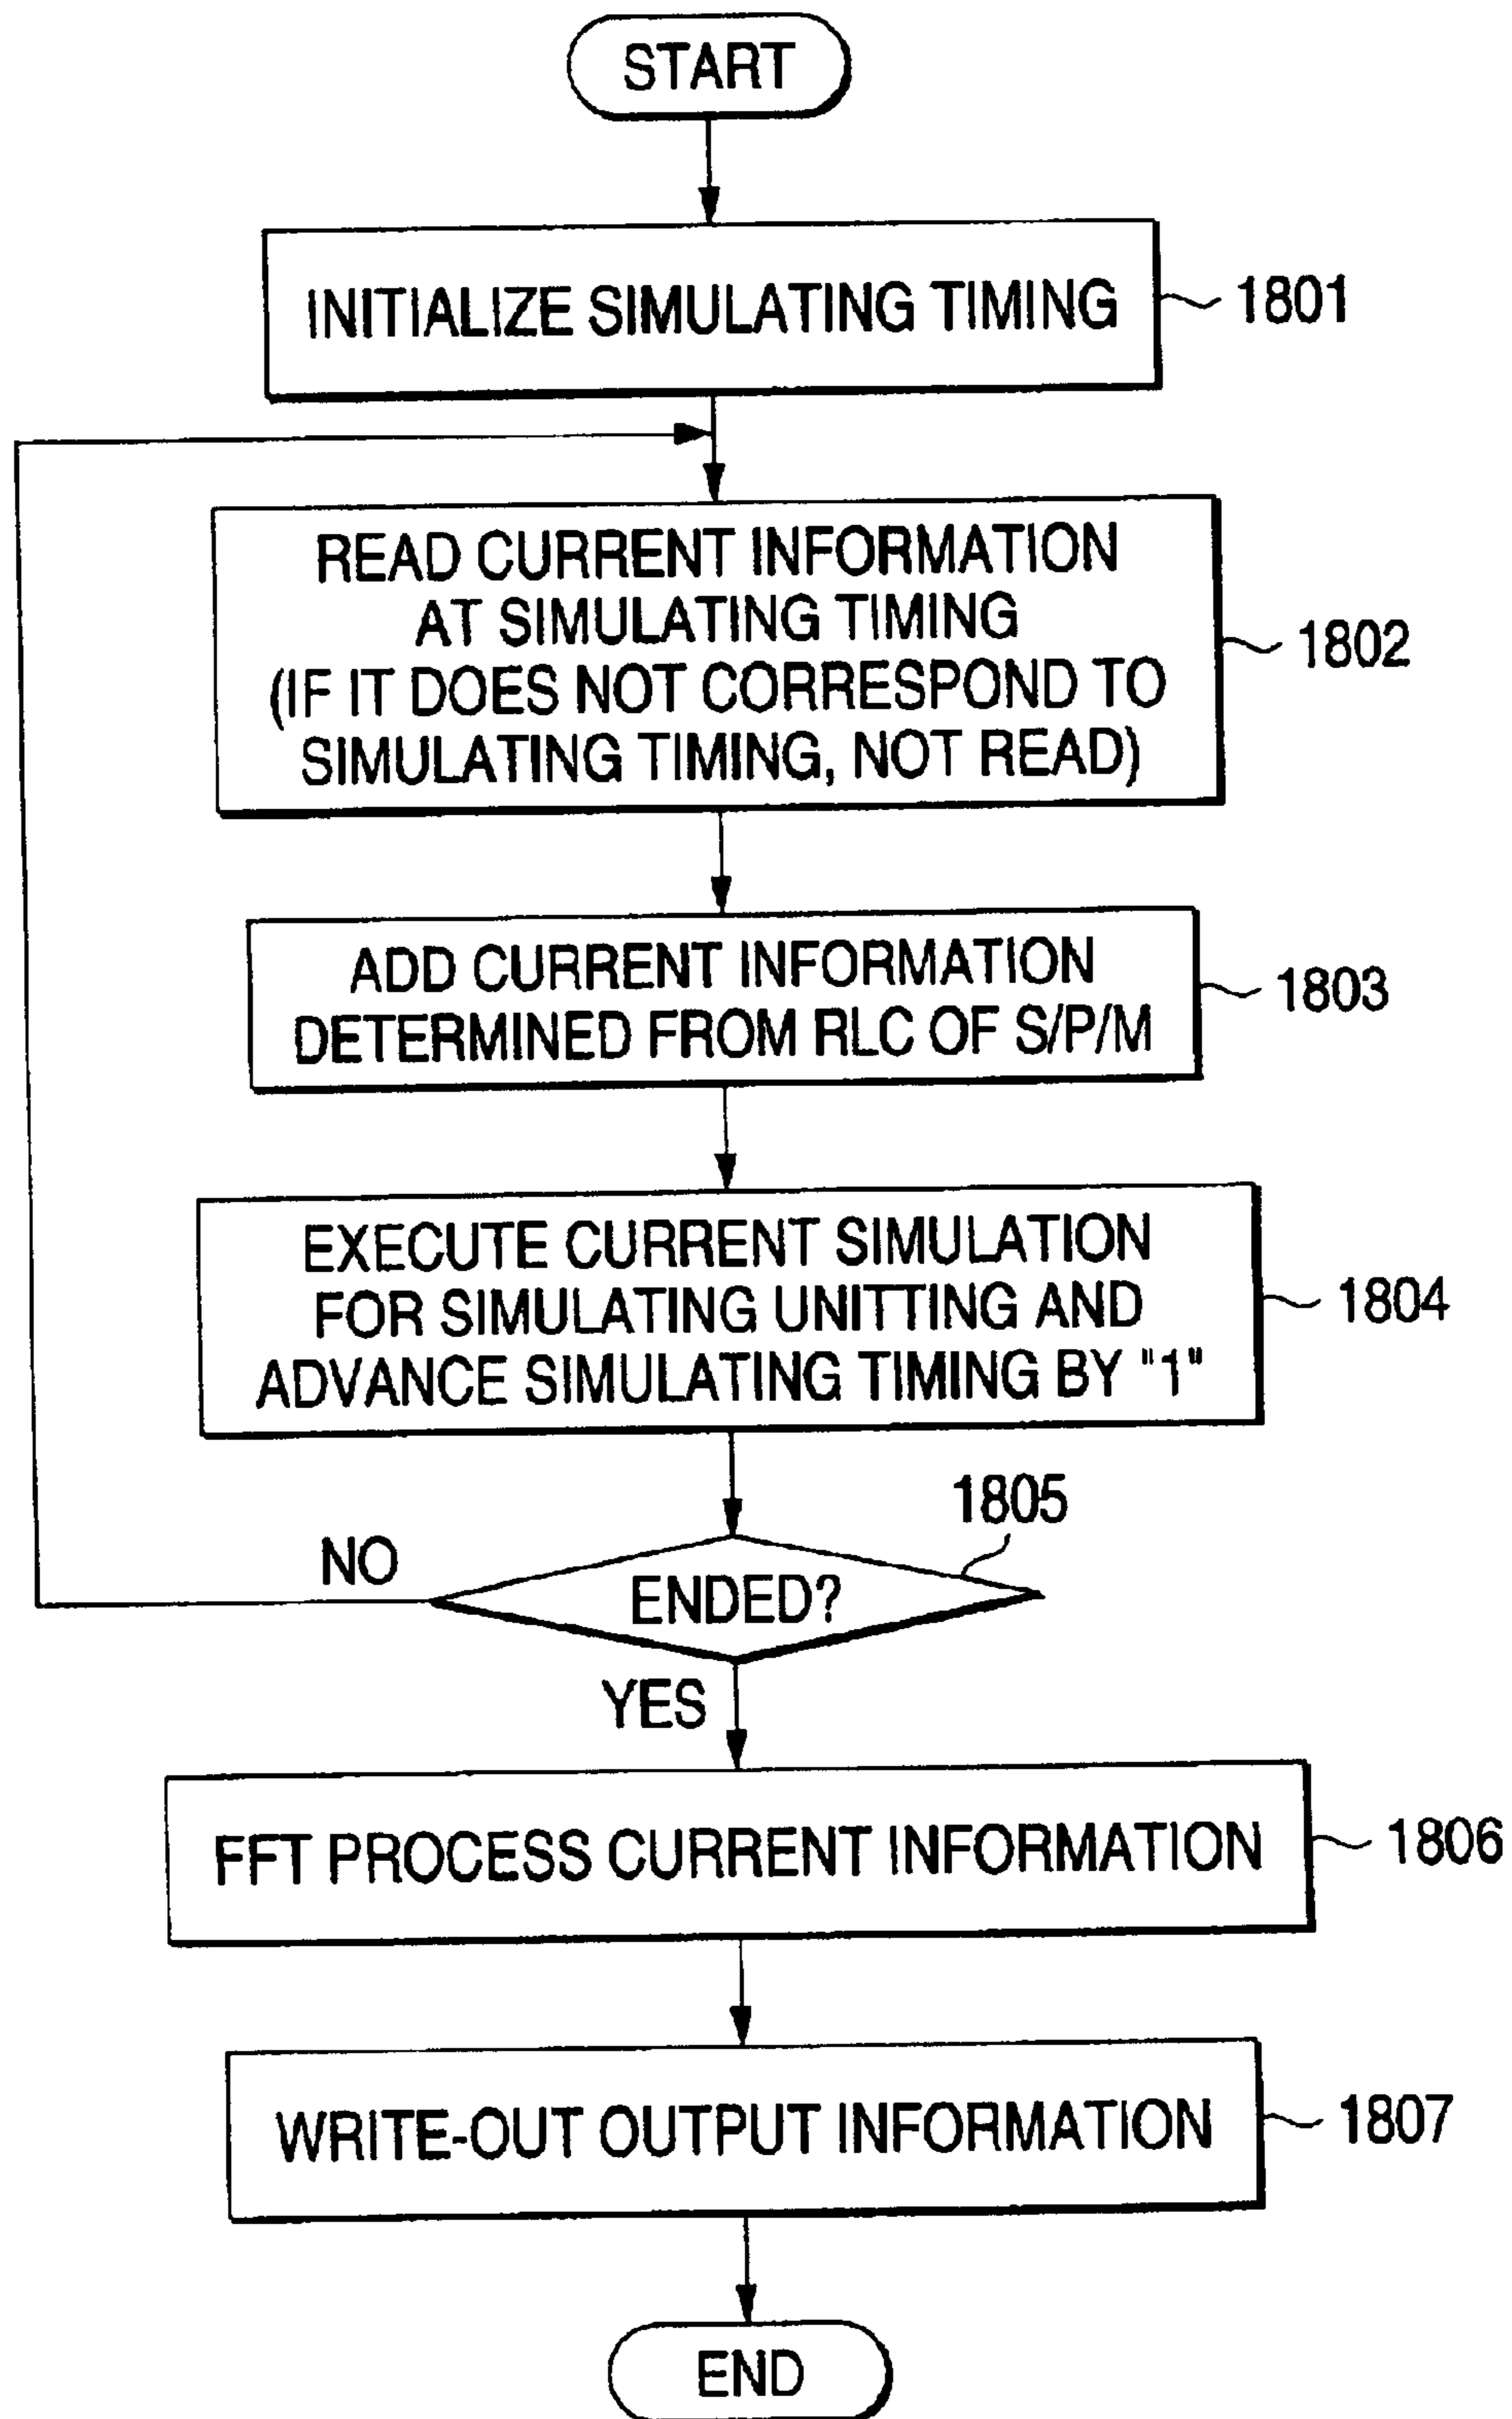 START
INITIALIZE SIMULATING TIMING
1801
READ CURRENT INFORMATION
AT SIMULATING TIMING
(IF IT DOES NOT CORRESPOND TO
SIMULATING TIMING, NOT READ)
1802
ADD CURRENT INFORMATION
DETERMINED FROM RLC OF S/P/M
1803
EXECUTE CURRENT SIMULATION
FOR SIMULATING UNITTING AND
ADVANCE SIMULATING TIMING BY "1"
1804
1805
NO
ENDED?
YES
FFT PROCESS CURRENT INFORMATION
1806
WRITE-OUT OUTPUT INFORMATION
1807
END